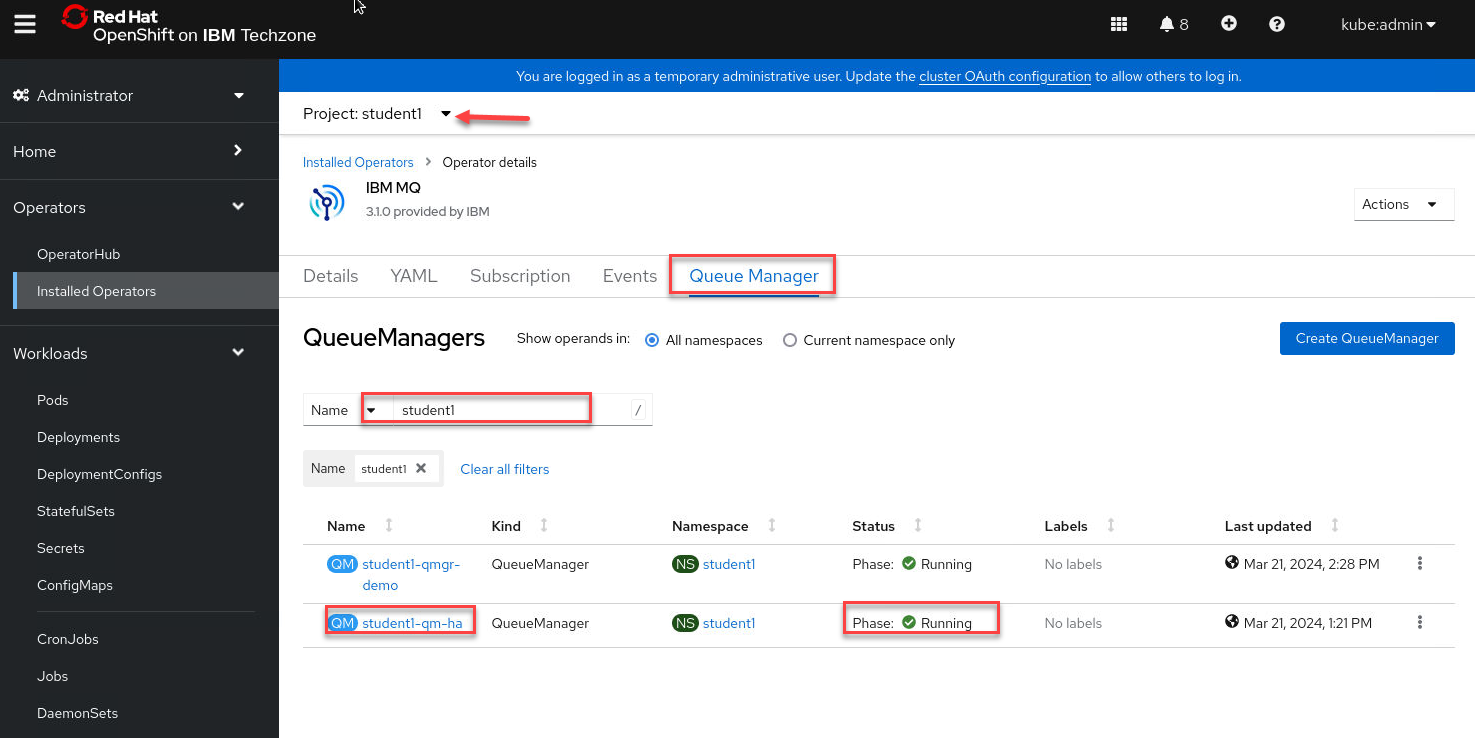 Red Hat
OpenShift on IBM Techzone
8
kube:admin
Administrator
Home
Operators
OperatorHub
Installed Operators
Workloads
Pods
Deployments
DeploymentConfigs
StatefulSets
Secrets
ConfigMaps
CronJobs
Jobs
DaemonSets
You are logged in as a temporary administrative user. Update the cluster OAuth configuration to allow others to log in.
Project: student1
Installed Operators > Operator details
IBM MQ
3.1.0 provided by IBM
Actions
Details YAML Subscription Events Queue Manager
QueueManagers Show operands in: All namespaces Current namespace only Create QueueManager
Name student1 /
Name student1 Clear all filters
Name Kind Namespace Status Labels Last updated
QM student1-qmgr- QueueManager NS student1 Phase: Running No labels Mar 21, 2024, 2:28 PM
demo
QM student1-qm-ha QueueManager NS student1 Phase: Running No labels Mar 21, 2024, 1:21 PM